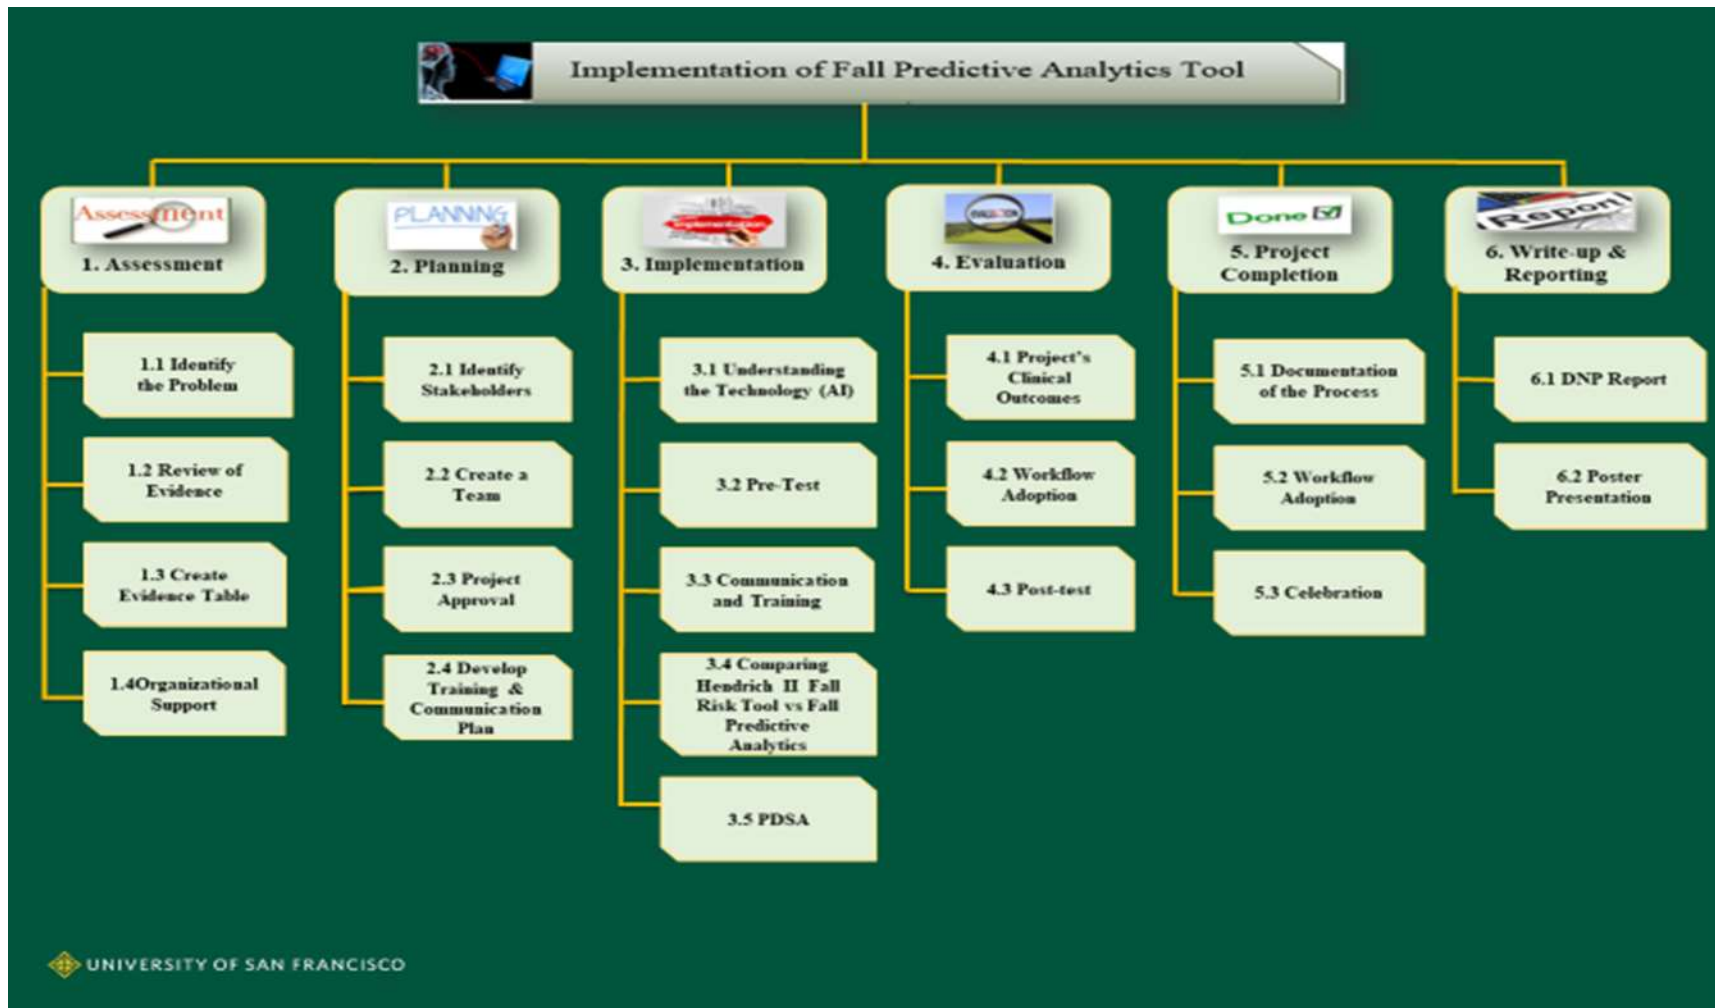 Implementation of Fall Predictive Analytics Tool
Assessment
1. Assessment
PLANNING
2. Planning
Implementation
3. Implementation
EVALUATION
4. Evaluation
Done
5. Project
Completion
Report
6. Write-up &
Reporting
1.1 Identify
the Problem
1.2 Review of
Evidence
1.3 Create
Evidence Table
1.4Organizational
Support
2.1 Identify
Stakeholders
2.2 Create a
Team
2.3 Project
Approval
2.4 Develop
Training &
Communication
Plan
3.1 Understanding
the Technology (AI)
3.2 Pre-Test
3.3 Communication
and Training
3.4 Comparing
Hendrich II Fall
Risk Tool vs Fall
Predictive
Analytics
3.5 PDSA
4.1 Project's
Clinical
Outcomes
4.2 Workflow
Adoption
4.3 Post-test
5.1 Documentation
of the Process
5.2 Workflow
Adoption
5.3 Celebration
6.1 DNP Report
6.2 Poster
Presentation
UNIVERSITY OF SAN FRANCISCO